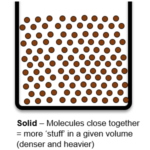 Solid – Molecules close together
= more ‘stuff’ in a given volume
(denser and heavier)